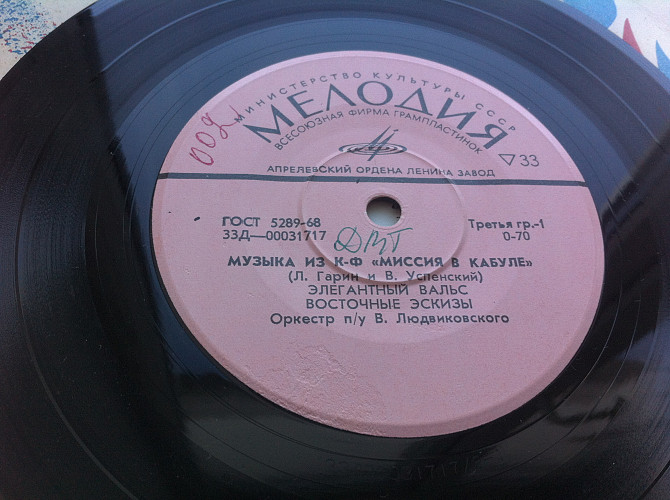 МИНИСТЕРСТВО КУЛЬТУРЫ СССР
МЕЛОДИЯ
ВСЕСОЮЗНАЯ ФИРМА ГРАМПЛАСТИНОК
▽33
АПРЕЛЕВСКИЙ ОРДЕНА ЛЕНИНА ЗАВОД
ГОСТ 5289-68
33Д—00031717
Третья гр.-1
0-70
ДМТ
МУЗЫКА ИЗ К-Ф «МИССИЯ В КАБУЛЕ»
(Л. Гарин и В. Успенский)
ЭЛЕГАНТНЫЙ ВАЛЬС
ВОСТОЧНЫЕ ЭСКИЗЫ
Оркестр п/у В. Людвиковского